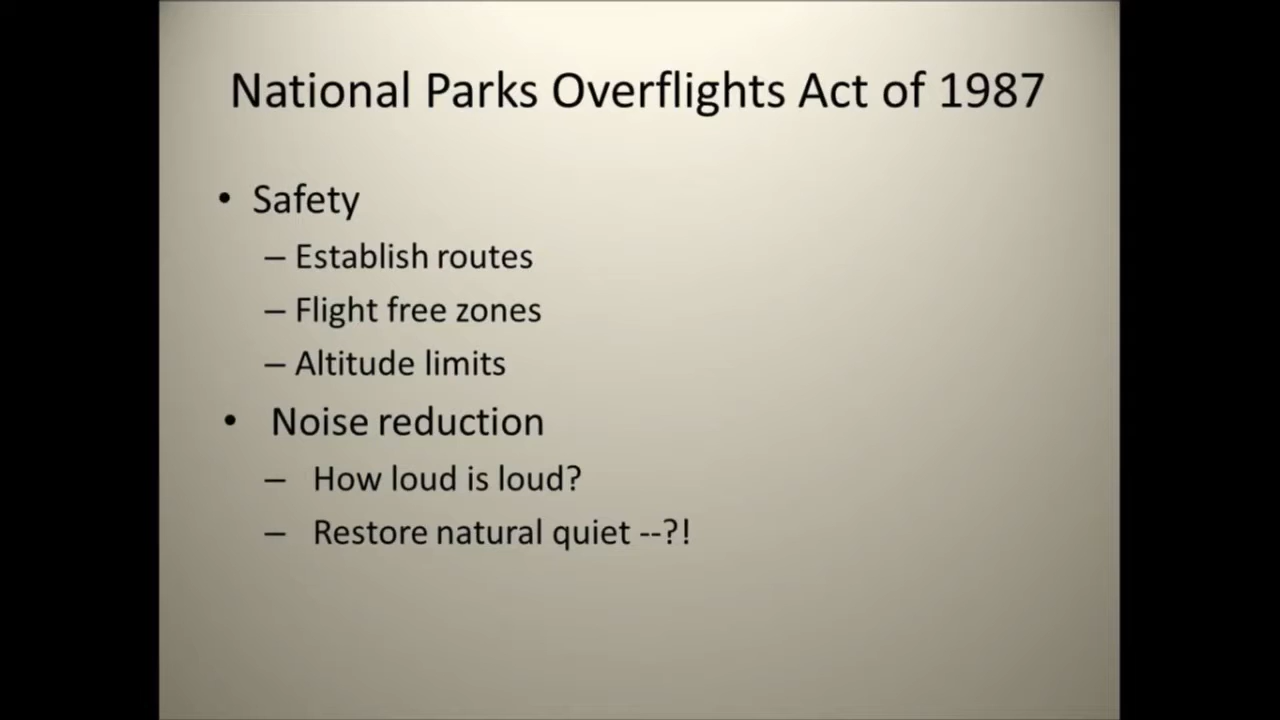 National Parks Overflights Act of 1987
• Safety
– Establish routes
– Flight free zones
– Altitude limits
• Noise reduction
– How loud is loud?
– Restore natural quiet --?!